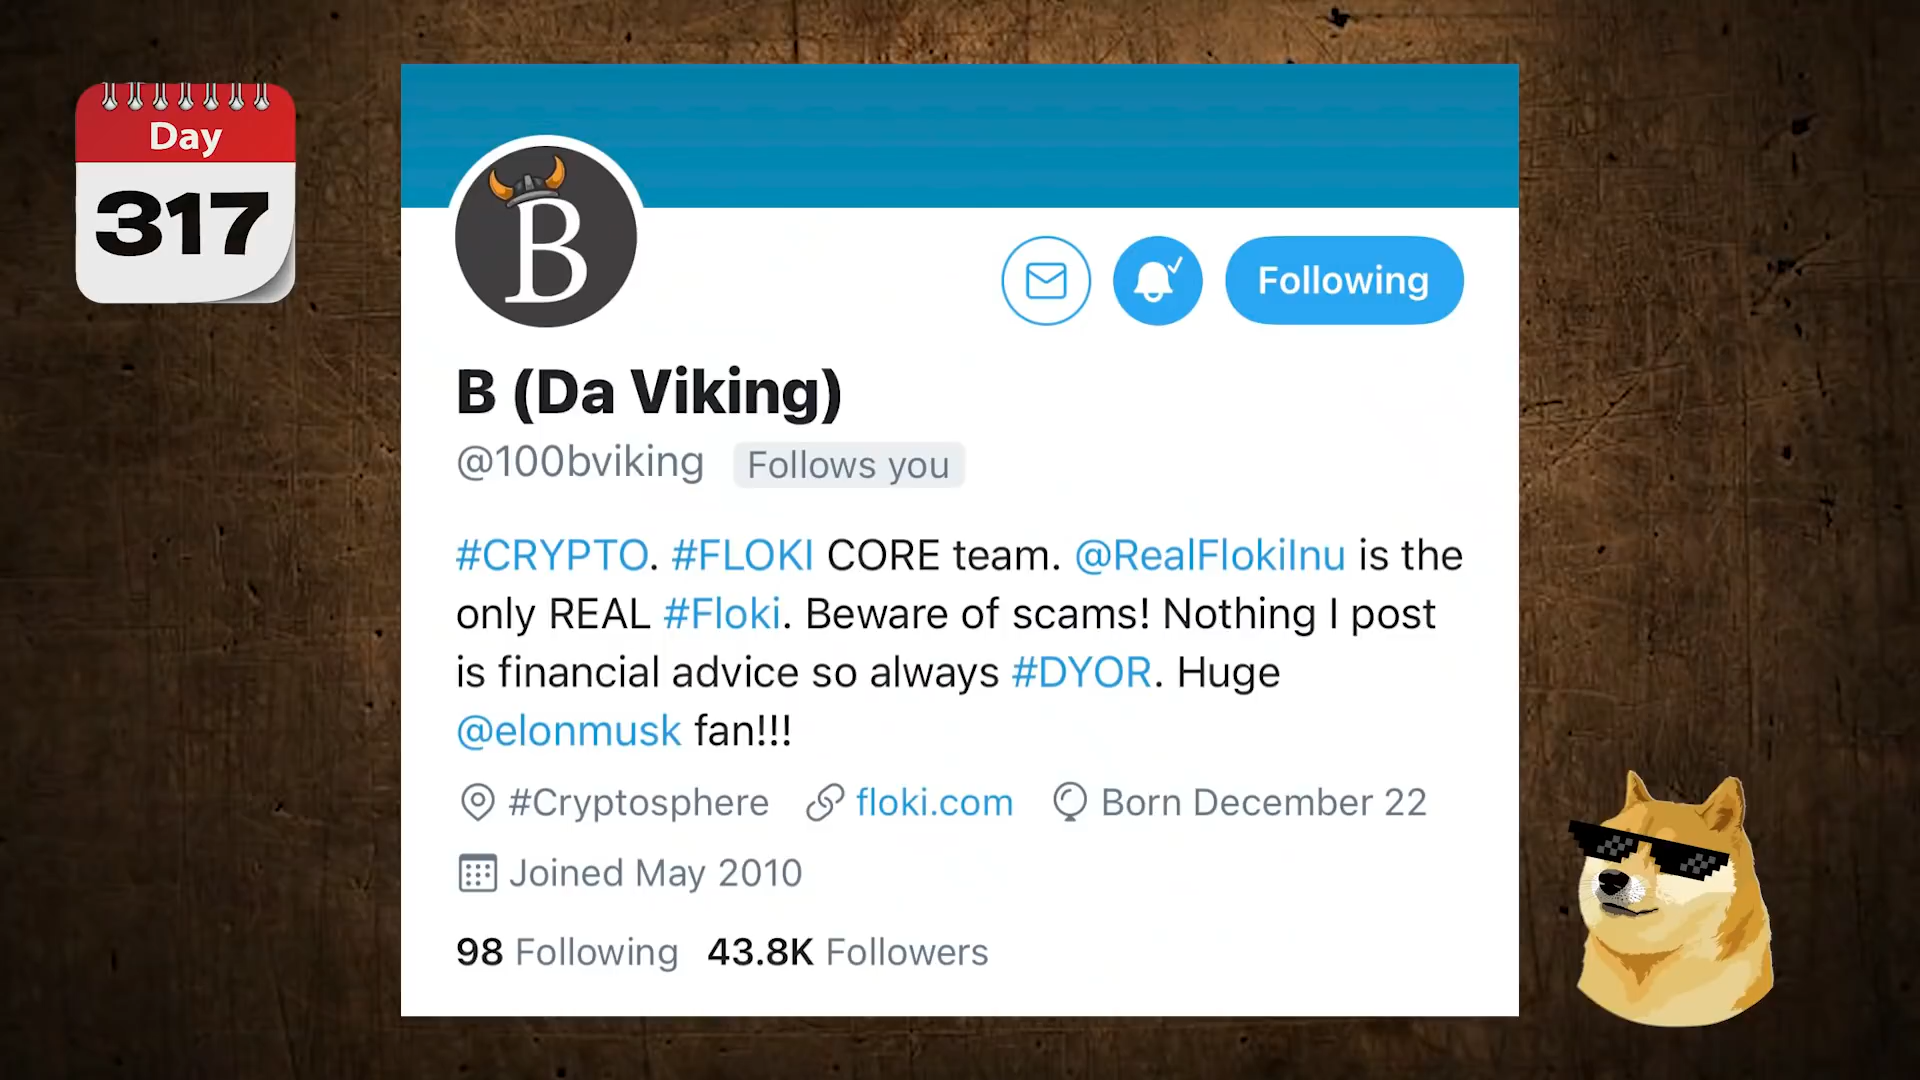 Day
317
B
Following
B (Da Viking)
@100bviking Follows you
#CRYPTO. #FLOKI CORE team. @RealFlokiInu is the
only REAL #Floki. Beware of scams! Nothing I post
is financial advice so always #DYOR. Huge
@elonmusk fan!!!
#Cryptosphere floki.com Born December 22
Joined May 2010
98 Following 43.8K Followers